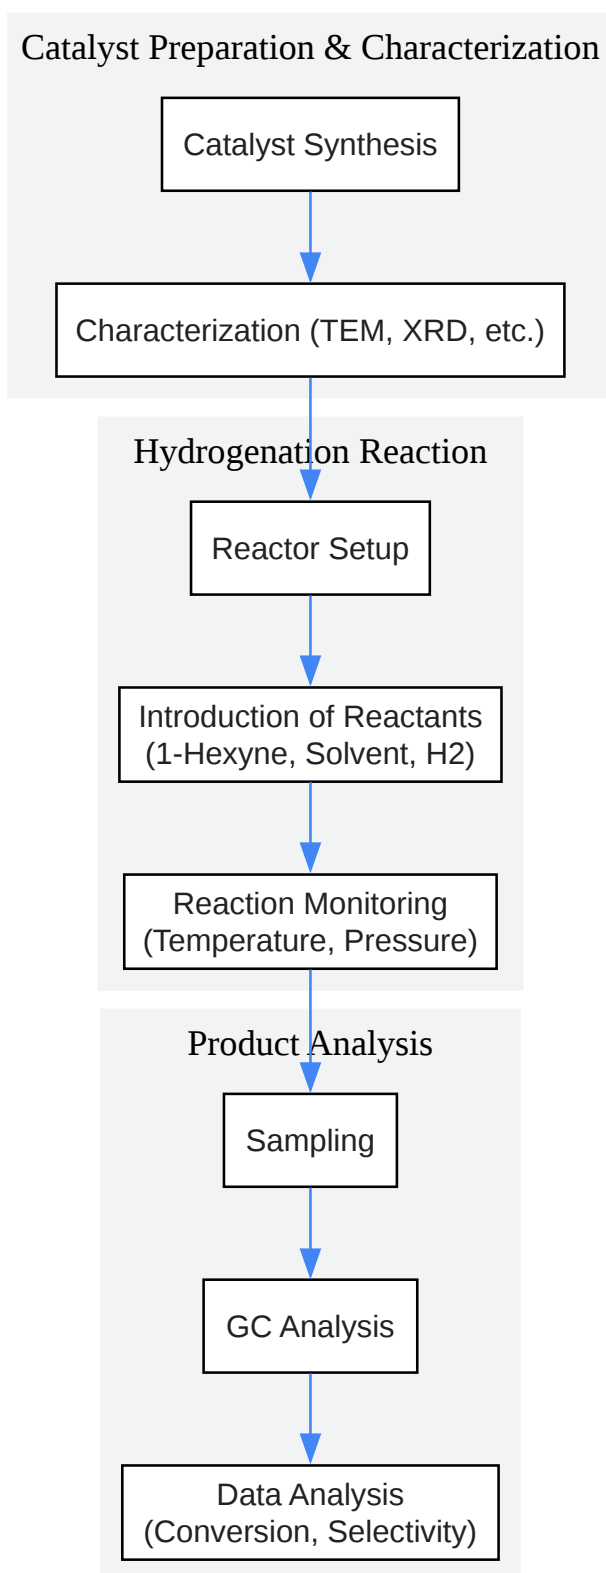 Catalyst Preparation & Characterization
Catalyst Synthesis
Characterization (TEM, XRD, etc.)
Hydrogenation Reaction
Reactor Setup
Introduction of Reactants
(1-Hexyne, Solvent, H2)
Reaction Monitoring
(Temperature, Pressure)
Product Analysis
Sampling
GC Analysis
Data Analysis
(Conversion, Selectivity)